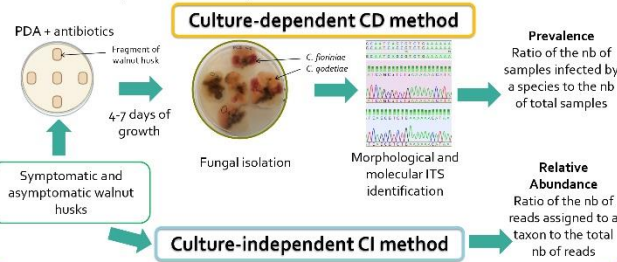 Culture-dependent CD method
PDA + antibiotics
Fragment of
walnut husk
4-7 days of
growth
C. fioriniae
C. godetiae
Fungal isolation
Morphological and
molecular ITS
identification
Prevalence
Ratio of the nb of
samples infected by
a species to the nb
of total samples
Symptomatic and
asymptomatic walnut
husks
Culture-independent CI method
Relative
Abundance
Ratio of the nb of
reads assigned to a
taxon to the total
nb of reads